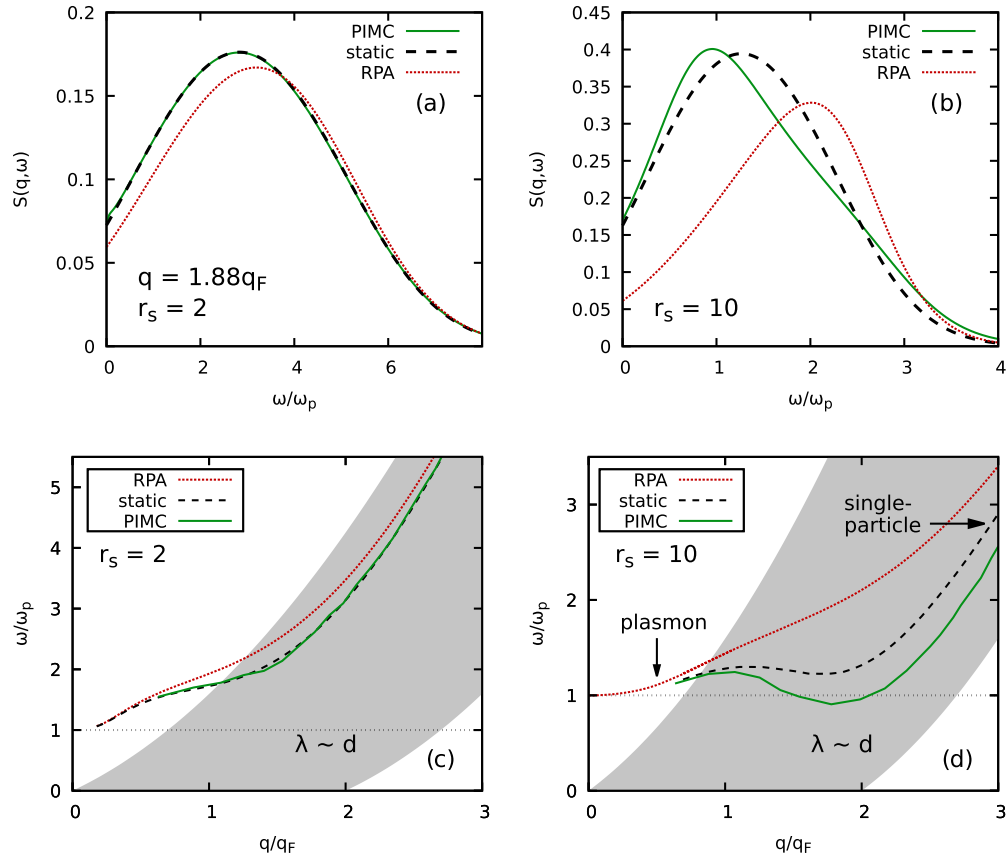 PIMC
static
RPA
(a)
q = 1.88q_F
r_s = 2
S(q,ω)
0
0.05
0.1
0.15
0.2
0
2
4
6
ω/ω_p
PIMC
static
RPA
(b)
r_s = 10
S(q,ω)
0
0.05
0.1
0.15
0.2
0.25
0.3
0.35
0.4
0.45
0
1
2
3
4
ω/ω_p
RPA
static
PIMC
r_s = 2
λ ~ d
(c)
ω/ω_p
0
1
2
3
4
5
0
1
2
3
q/q_F
RPA
static
PIMC
r_s = 10
single-
particle
plasmon
λ ~ d
(d)
ω/ω_p
0
1
2
3
0
1
2
3
q/q_F